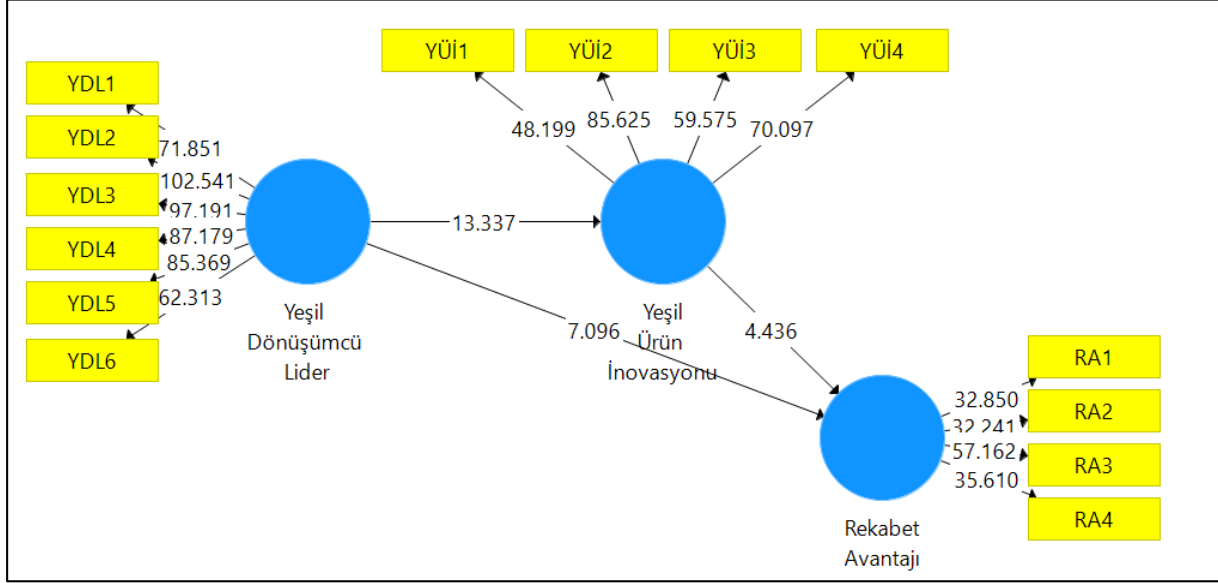 YÜİ1
YÜİ2
YÜİ3
YÜİ4
YDL1
YDL2
YDL3
YDL4
YDL5
YDL6
71.851
102.541
97.191
87.179
85.369
62.313
48.199
85.625
59.575
70.097
13.337
7.096
4.436
Yeşil
Dönüşümcü
Lider
Yeşil
Ürün
İnovasyonu
32.850
32.241
57.162
35.610
RA1
RA2
RA3
RA4
Rekabet
Avantajı